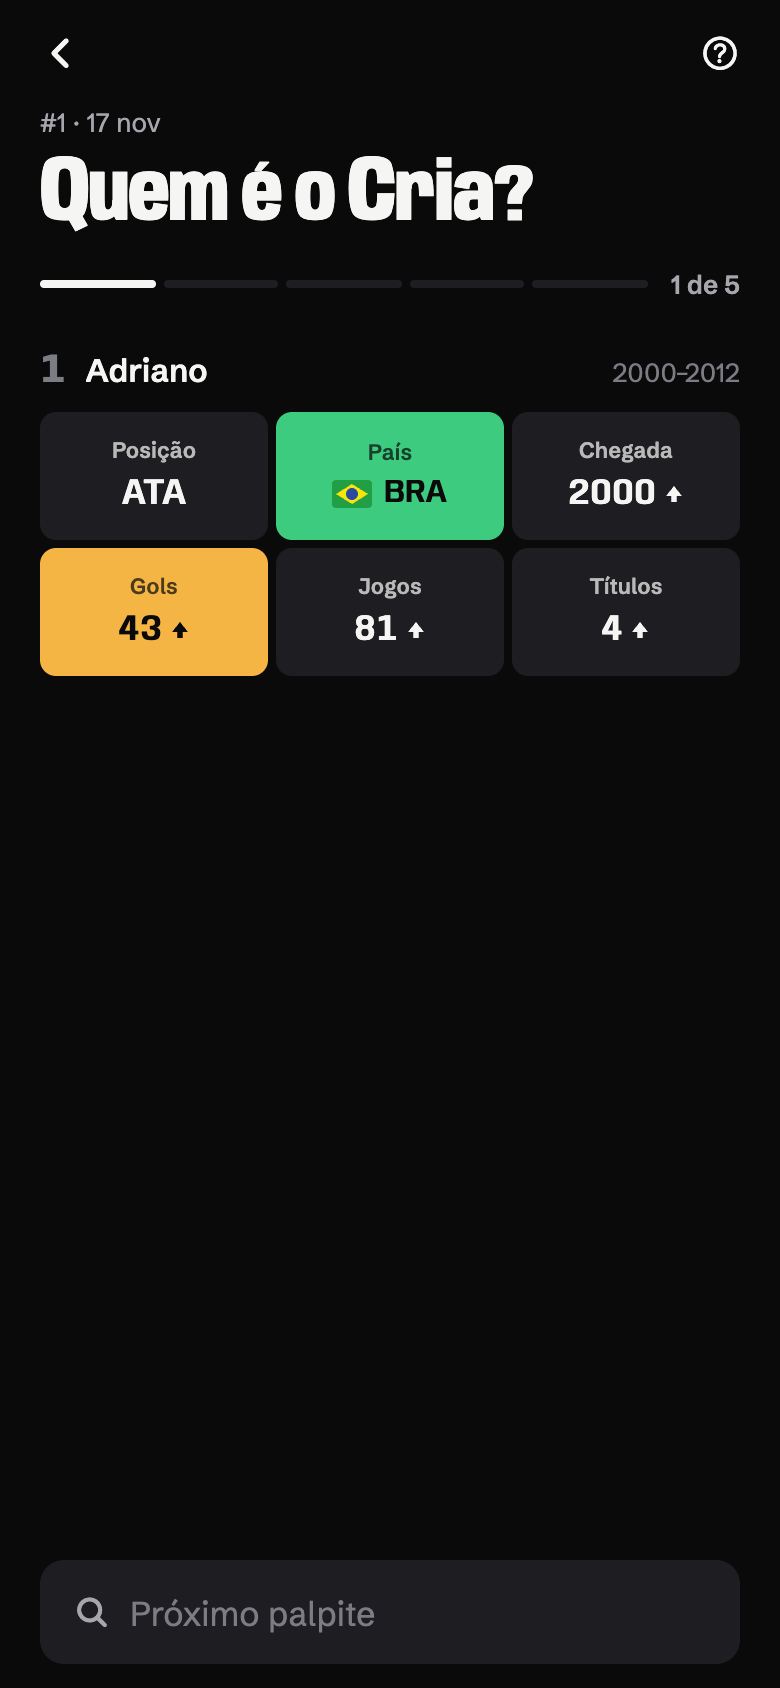 #1 · 17 nov
Quem é o Cria?
1 de 5
1 Adriano 2000–2012
Posição País Chegada
ATA BRA 2000
Gols Jogos Títulos
43 81 4
Próximo palpite